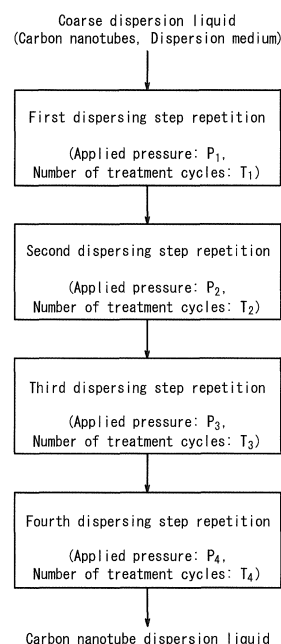 Coarse dispersion liquid
(Carbon nanotubes, Dispersion medium)
First dispersing step repetition
(Applied pressure: P₁,
Number of treatment cycles: T₁)
Second dispersing step repetition
(Applied pressure: P₂,
Number of treatment cycles: T₂)
Third dispersing step repetition
(Applied pressure: P₃,
Number of treatment cycles: T₃)
Fourth dispersing step repetition
(Applied pressure: P₄,
Number of treatment cycles: T₄)
Carbon nanotube dispersion liquid